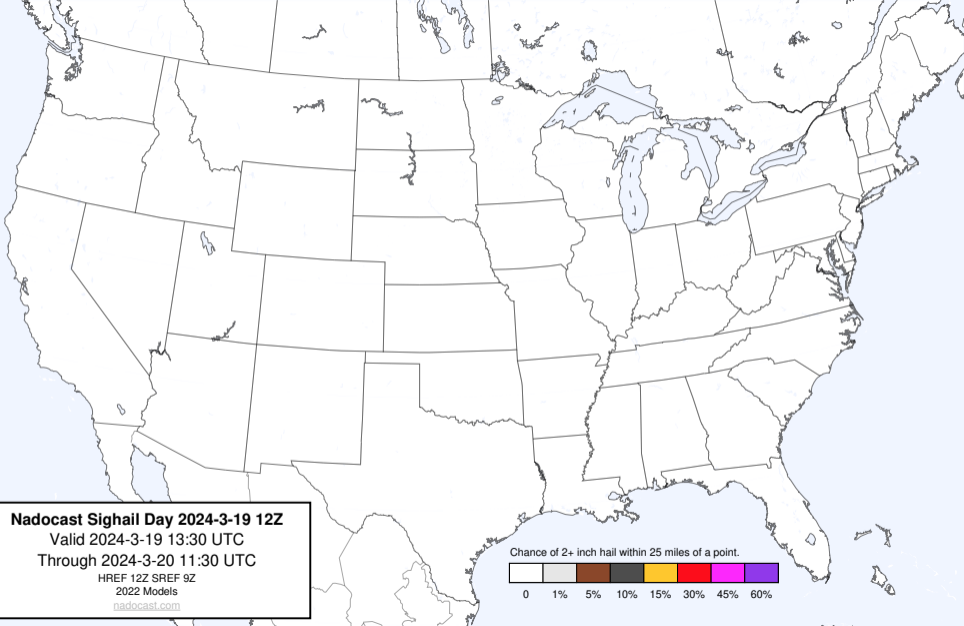 Nadocast Sighail Day 2024-3-19 12Z
Valid 2024-3-19 13:30 UTC
Through 2024-3-20 11:30 UTC
HREF 12Z SREF 9Z
2022 Models
nadocast.com
Chance of 2+ inch hail within 25 miles of a point.
0 1% 5% 10% 15% 30% 45% 60%